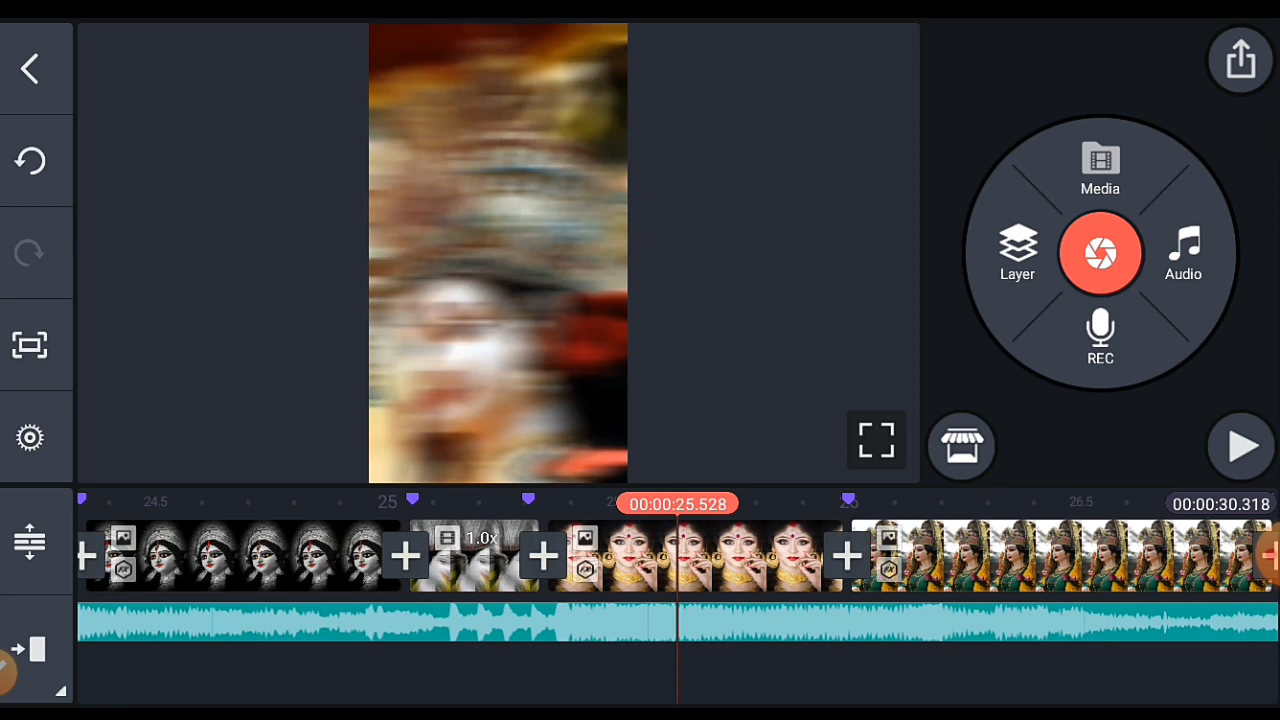 Media
Layer
Audio
REC
24.5
25
00:00:25.528
26.5
00:00:30.318
1.0x